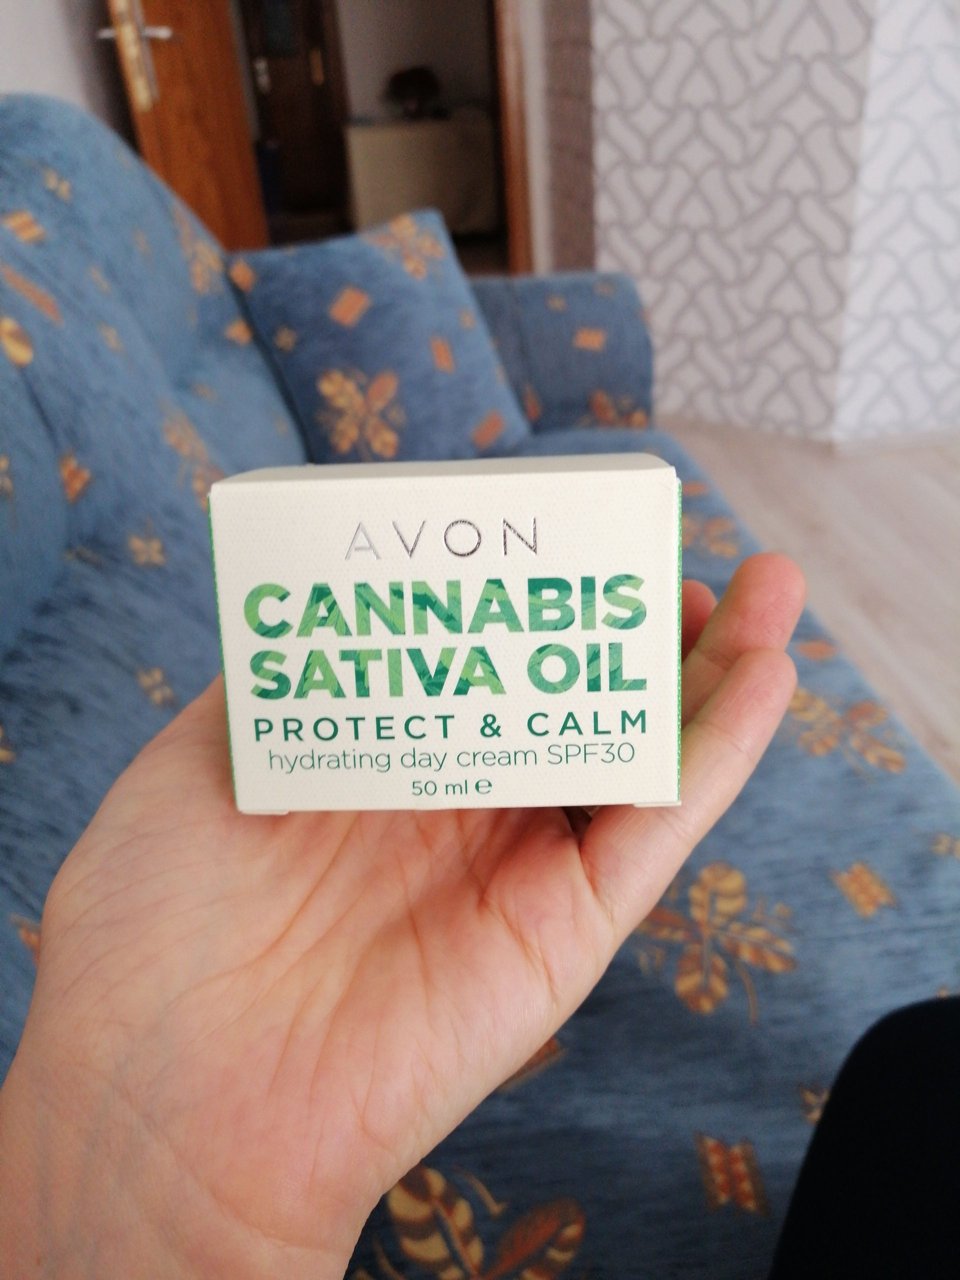 AVON
CANNABIS
SATIVA OIL
PROTECT & CALM
hydrating day cream SPF30
50 ml ℮